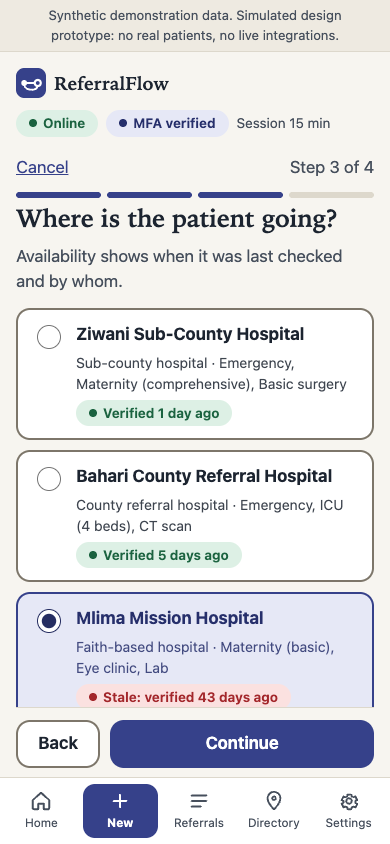 Synthetic demonstration data. Simulated design
prototype: no real patients, no live integrations.
ReferralFlow
Online
MFA verified
Session 15 min
Cancel
Step 3 of 4
Where is the patient going?
Availability shows when it was last checked
and by whom.
Ziwani Sub-County Hospital
Sub-county hospital · Emergency,
Maternity (comprehensive), Basic surgery
Verified 1 day ago
Bahari County Referral Hospital
County referral hospital · Emergency, ICU
(4 beds), CT scan
Verified 5 days ago
Mlima Mission Hospital
Faith-based hospital · Maternity (basic),
Eye clinic, Lab
Stale: verified 43 days ago
Back
Continue
Home
New
Referrals
Directory
Settings